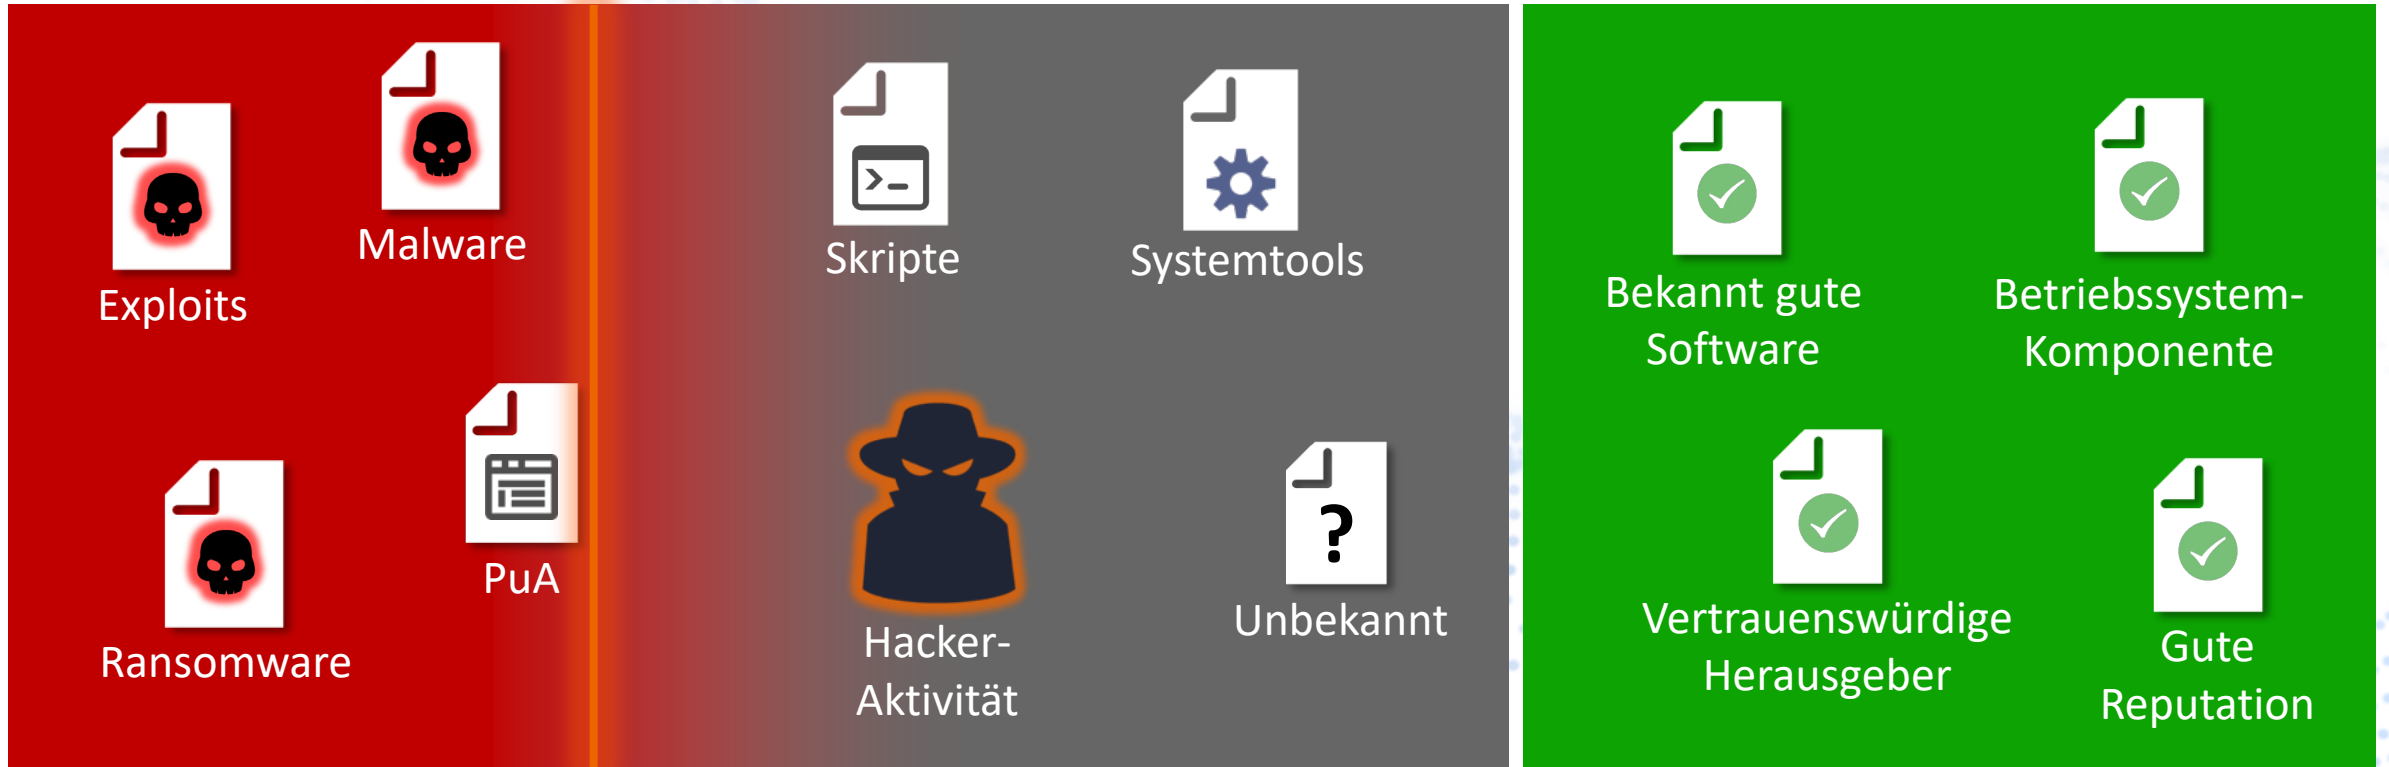 Malware
Exploits
Skripte
Systemtools
Bekannt gute
Software
Betriebssystem-
Komponente
PuA
Ransomware
Hacker-
Aktivität
?
Unbekannt
Vertrauenswürdige
Herausgeber
Gute
Reputation